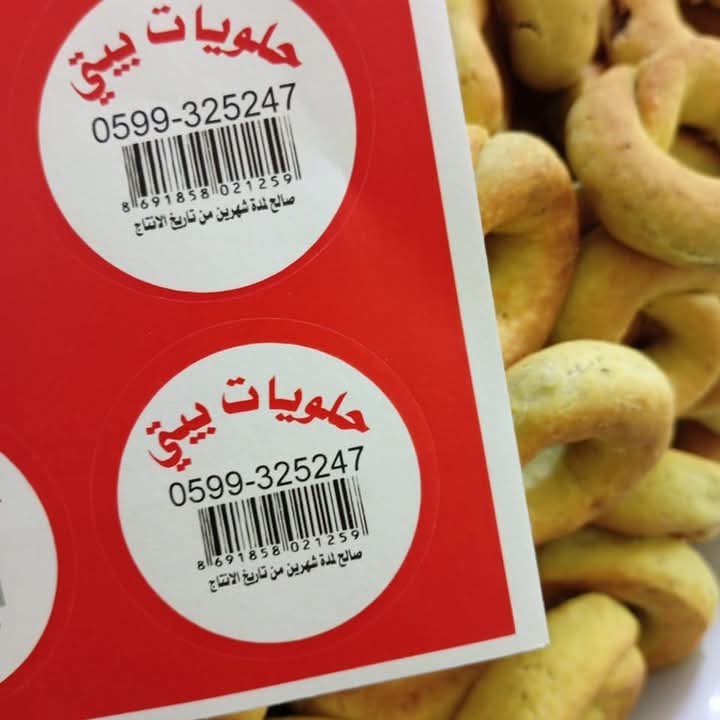 حلويات بيتي
0599-325247
8 691858 021259
صالح لمدة شهرين من تاريخ الانتاج
حلويات بيتي
0599-325247
8 691858 021259
صالح لمدة شهرين من تاريخ الانتاج